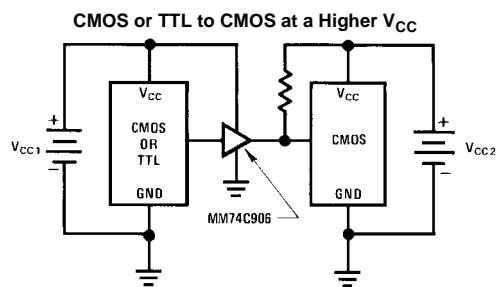 CMOS or TTL to CMOS at a Higher VCC
VCC
CMOS
OR
TTL
GND
+
VCC1
−
MM74C906
VCC
CMOS
GND
+
VCC2
−